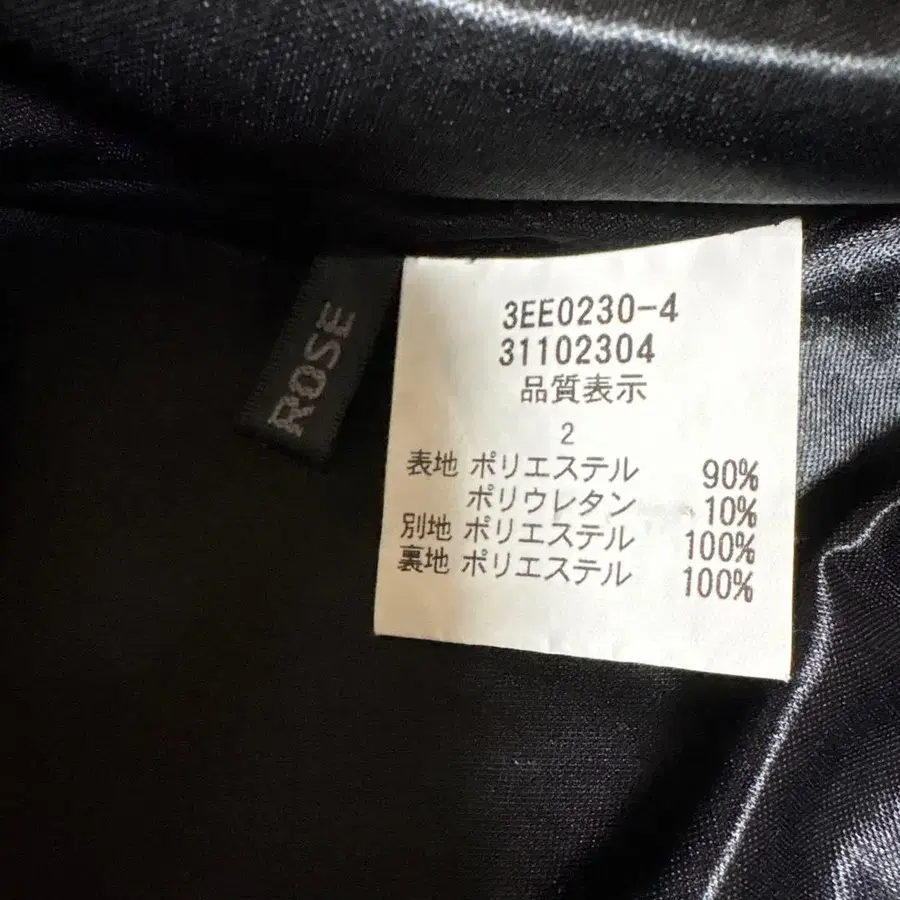 ROSE
3EE0230-4
31102304
品質表示
2
表地 ポリエステル 90%
ポリウレタン 10%
別地 ポリエステル 100%
裏地 ポリエステル 100%